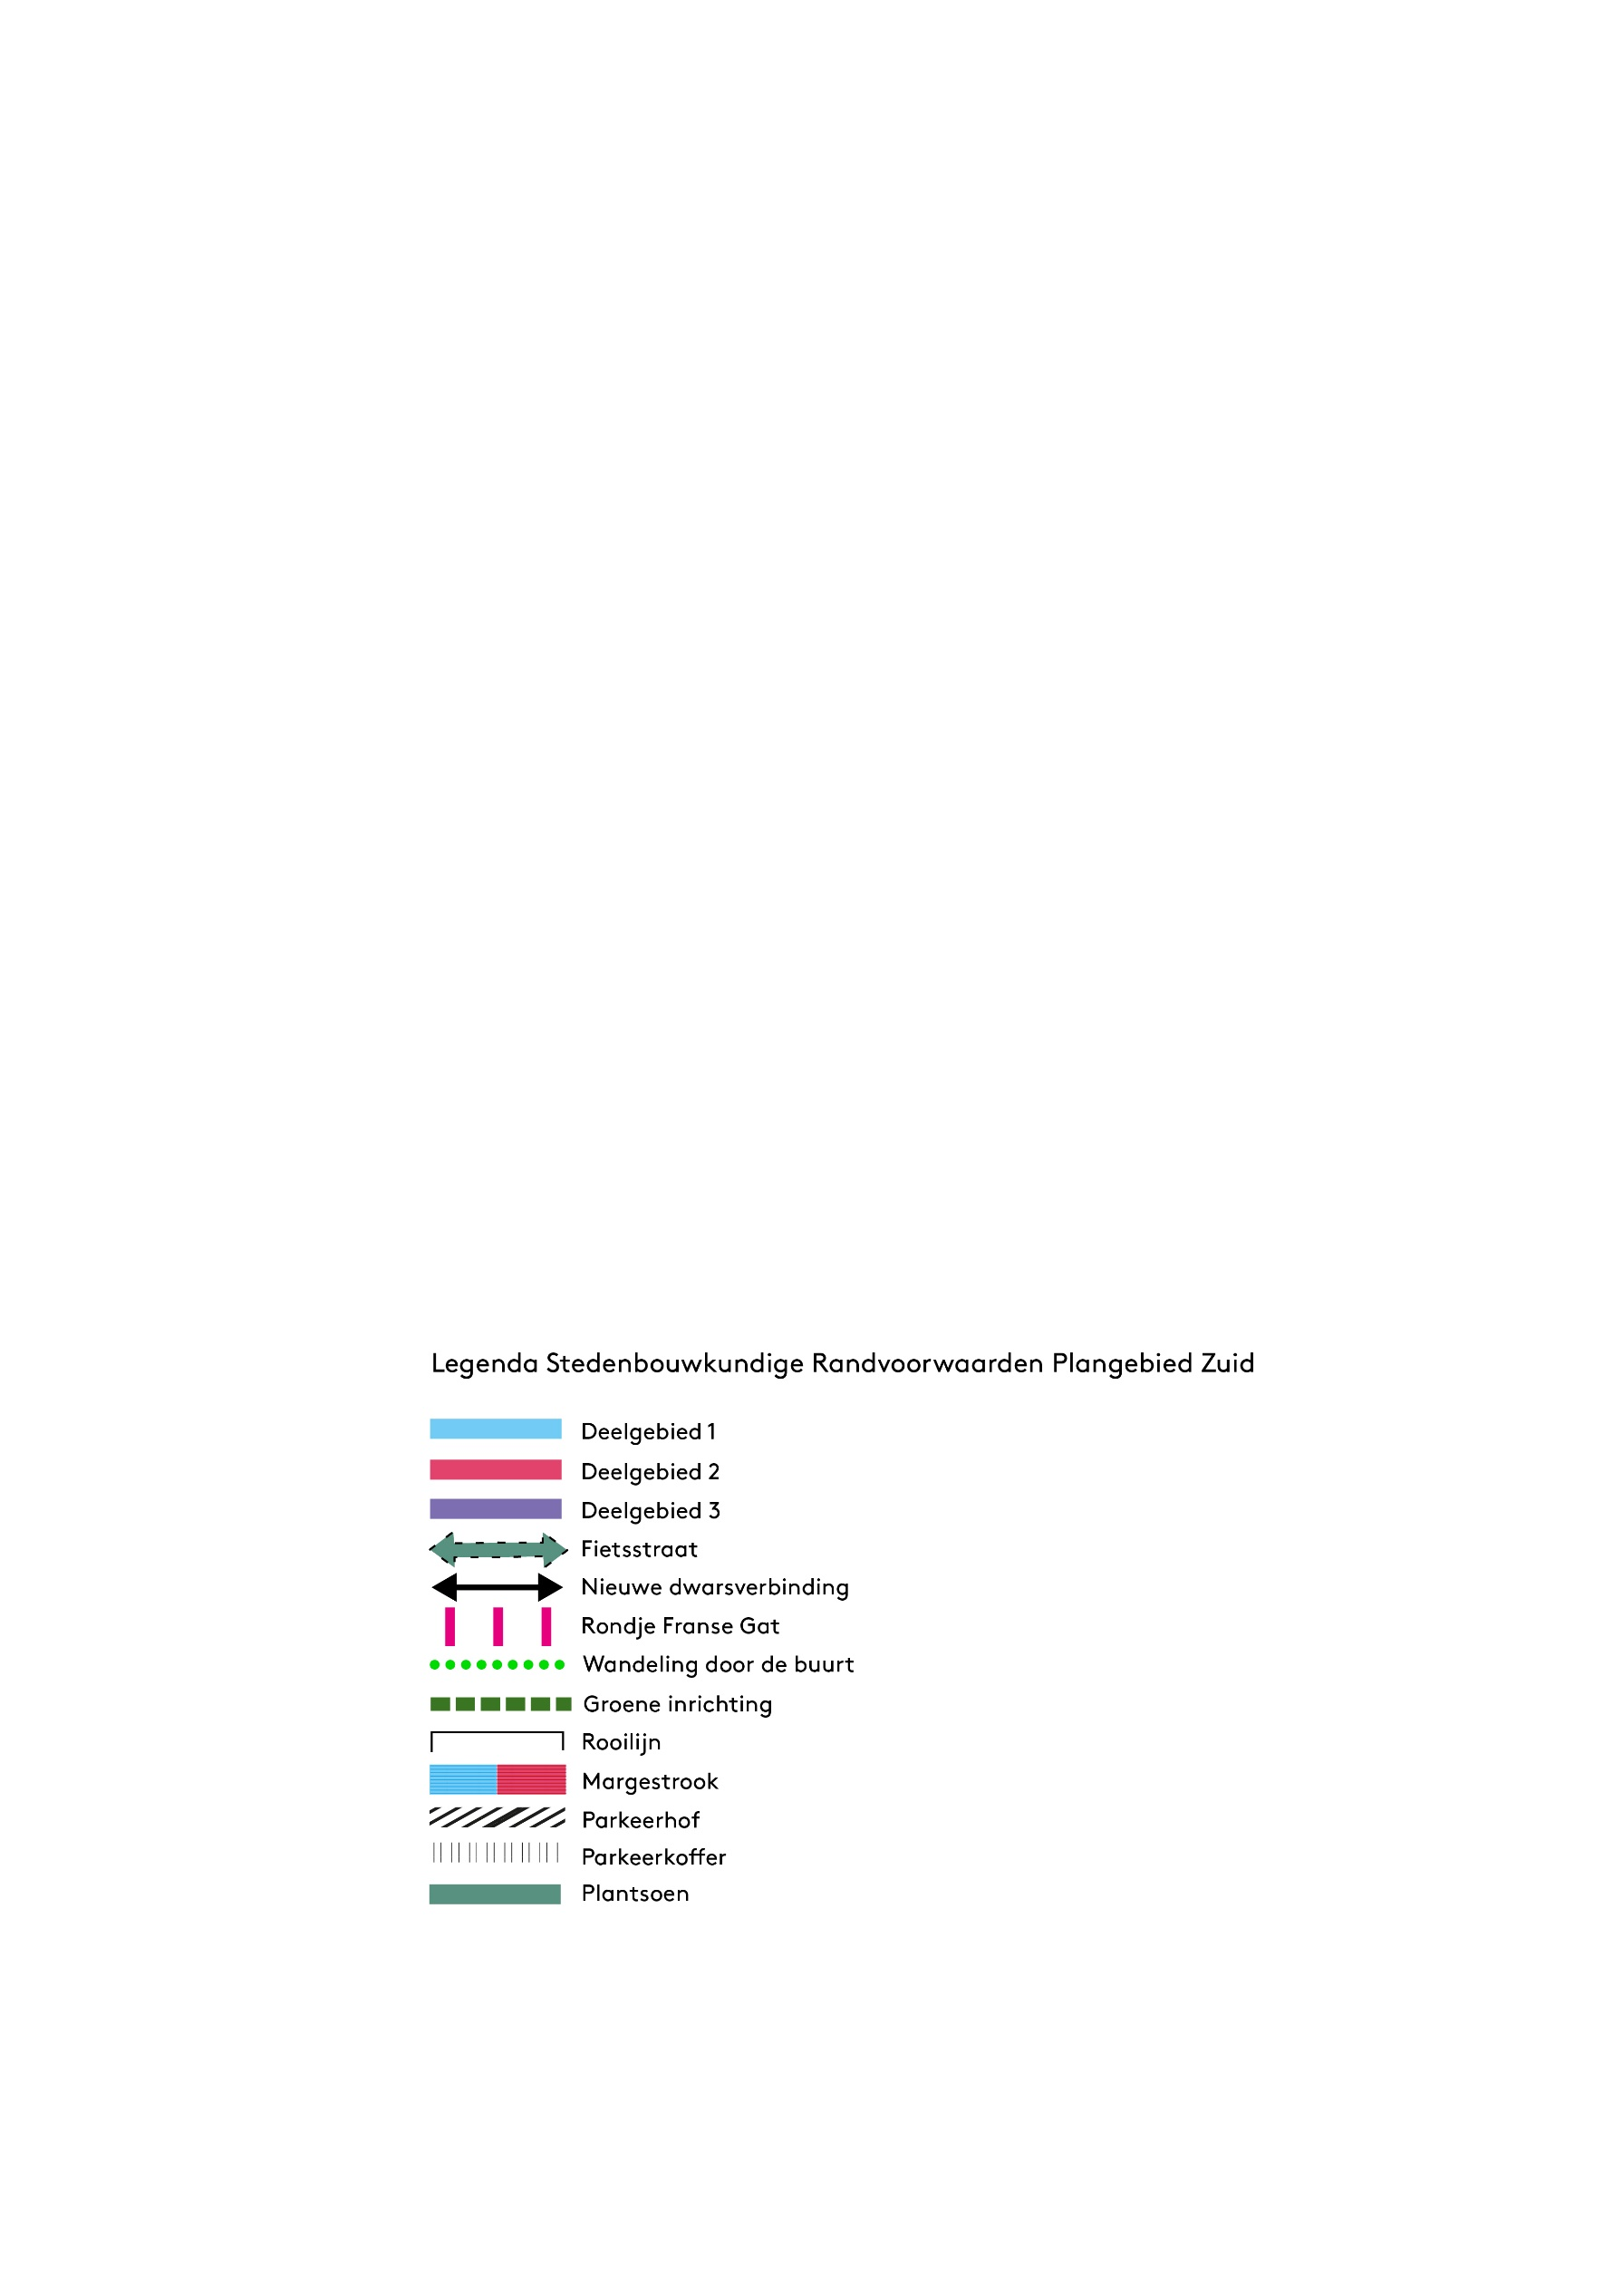 Legenda Stedenbouwkundige Randvoorwaarden Plangebied Zuid
Deelgebied 1
Deelgebied 2
Deelgebied 3
Fietsstraat
Nieuwe dwarsverbinding
Rondje Franse Gat
Wandeling door de buurt
Groene inrichting
Rooilijn
Margestrook
Parkeerhof
Parkeerkoffer
Plantsoen